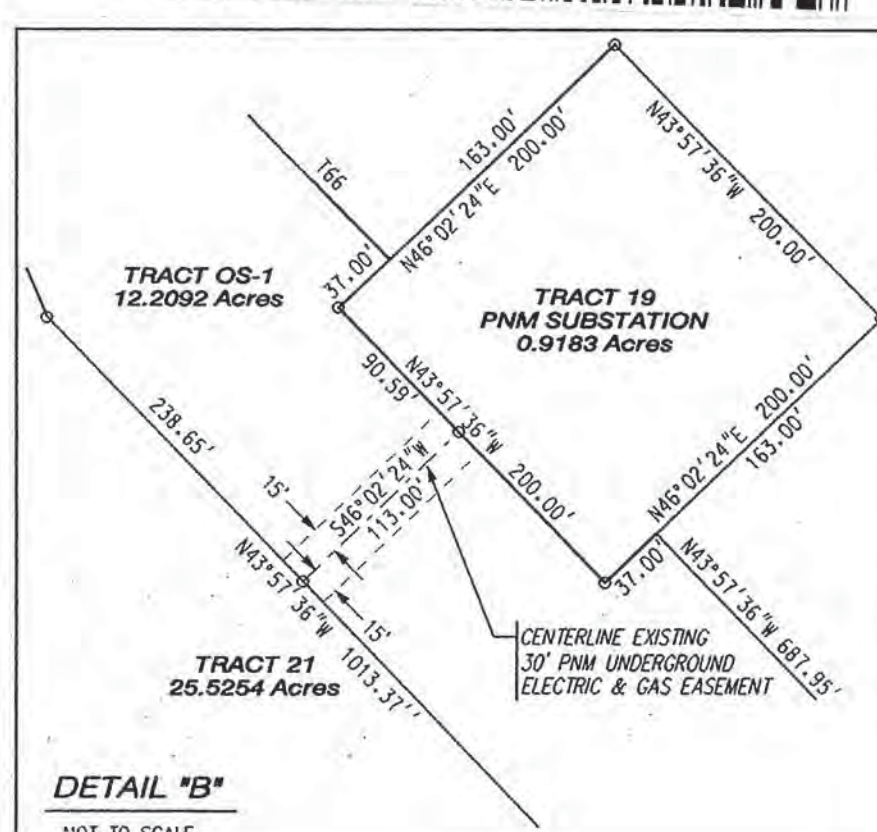 163.00'
N46°02'24"E 200.00'
N43°57'36"W 200.00'
T66
37.00'
TRACT OS-1
12.2092 Acres
TRACT 19
PNM SUBSTATION
0.9183 Acres
90.59'
N43°57'36"W 200.00'
238.65'
15'
S46°02'24"W
113.00'
N46°02'24"E 200.00'
163.00'
37.00'
N43°57'36"W 687.95'
N43°57'36"W 1013.37''
15'
CENTERLINE EXISTING
30' PNM UNDERGROUND
ELECTRIC & GAS EASEMENT
TRACT 21
25.5254 Acres
DETAIL "B"
NOT TO SCALE